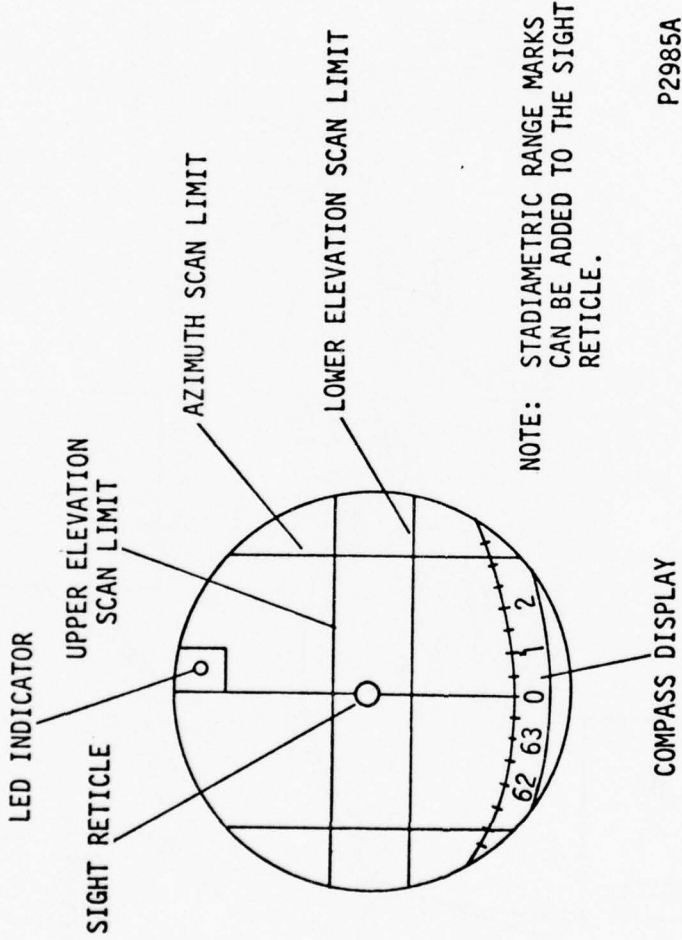 LED INDICATOR
UPPER ELEVATION
SCAN LIMIT
SIGHT RETICLE
AZIMUTH SCAN LIMIT
LOWER ELEVATION SCAN LIMIT
62 63 0 1 2
COMPASS DISPLAY
NOTE: STADIAMETRIC RANGE MARKS
CAN BE ADDED TO THE SIGHT
RETICLE.
P2985A